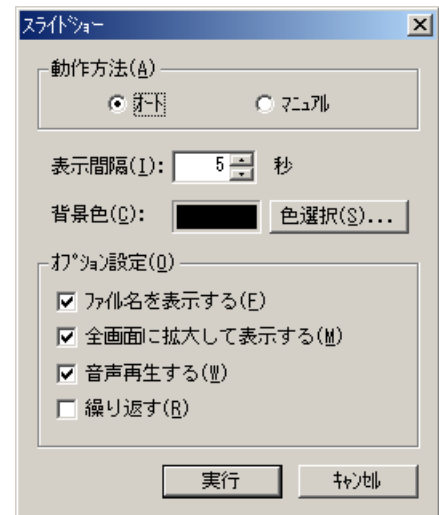 スライドショー
動作方法(A)
オート マニュアル
表示間隔(I): 5 秒
背景色(C): 色選択(S)...
オプション設定(O)
ファイル名を表示する(F)
全画面に拡大して表示する(M)
音声再生する(W)
繰り返す(R)
実行 キャンセル